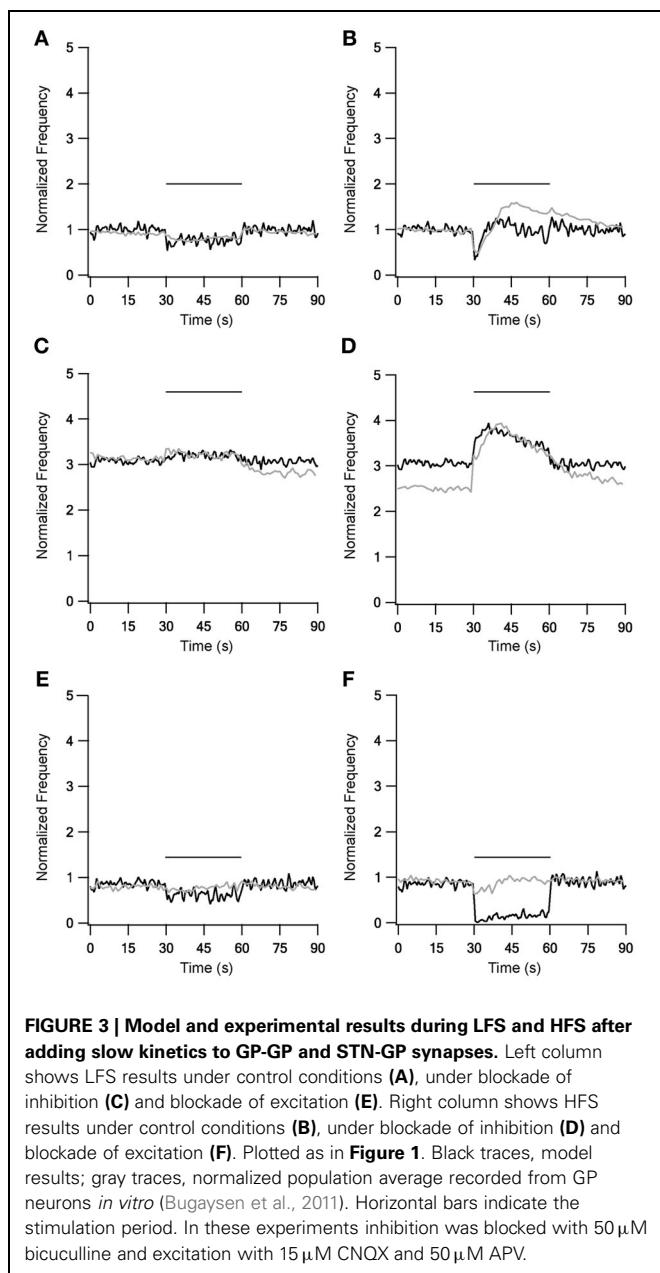 A
B
5
4
3
2
1
0
Normalized Frequency
0 15 30 45 60 75 90
Time (s)
5
4
3
2
1
0
Normalized Frequency
0 15 30 45 60 75 90
Time (s)
C
D
5
4
3
2
1
0
Normalized Frequency
0 15 30 45 60 75 90
Time (s)
5
4
3
2
1
0
Normalized Frequency
0 15 30 45 60 75 90
Time (s)
E
F
5
4
3
2
1
0
Normalized Frequency
0 15 30 45 60 75 90
Time (s)
5
4
3
2
1
0
Normalized Frequency
0 15 30 45 60 75 90
Time (s)
FIGURE 3 | Model and experimental results during LFS and HFS after
adding slow kinetics to GP-GP and STN-GP synapses. Left column
shows LFS results under control conditions (A), under blockade of
inhibition (C) and blockade of excitation (E). Right column shows HFS
results under control conditions (B), under blockade of inhibition (D) and
blockade of excitation (F). Plotted as in Figure 1. Black traces, model
results; gray traces, normalized population average recorded from GP
neurons in vitro (Bugaysen et al., 2011). Horizontal bars indicate the
stimulation period. In these experiments inhibition was blocked with 50 μM
bicuculline and excitation with 15 μM CNQX and 50 μM APV.